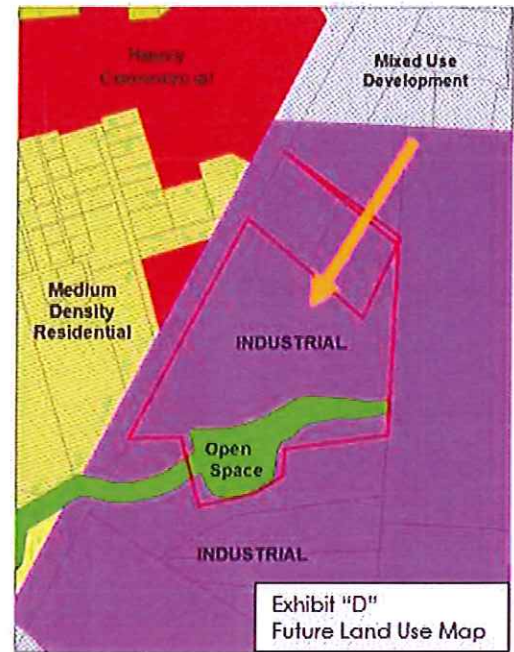 Heavy
Commercial
Mixed Use
Development
Medium
Density
Residential
INDUSTRIAL
Open
Space
INDUSTRIAL
Exhibit "D"
Future Land Use Map